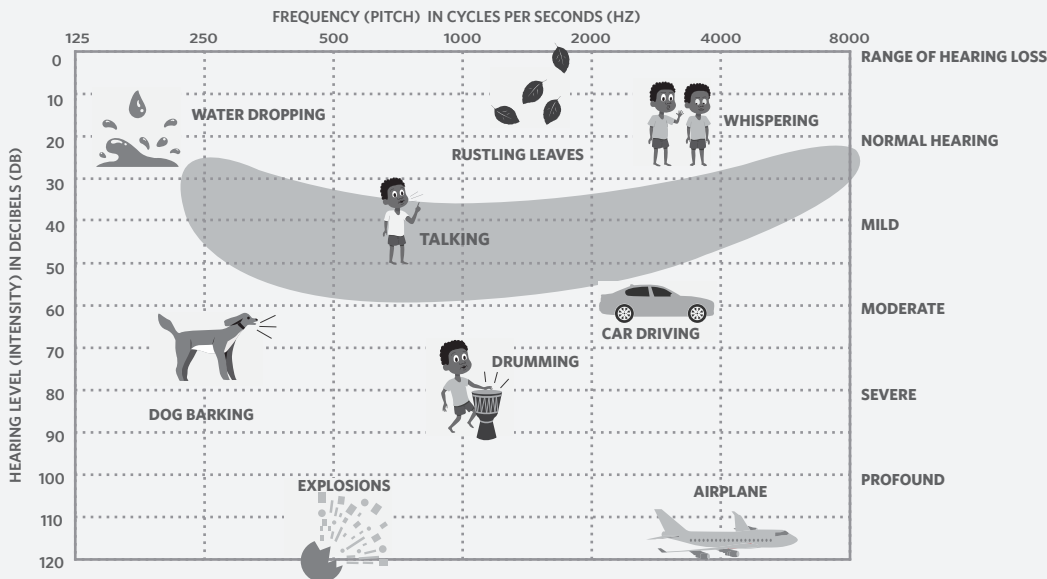 FREQUENCY (PITCH) IN CYCLES PER SECONDS (HZ)
125 250 500 1000 2000 4000 8000
HEARING LEVEL (INTENSITY) IN DECIBELS (DB)
0
10
20
30
40
50
60
70
80
90
100
110
120
RANGE OF HEARING LOSS
NORMAL HEARING
MILD
MODERATE
SEVERE
PROFOUND
WATER DROPPING
RUSTLING LEAVES
WHISPERING
TALKING
CAR DRIVING
DOG BARKING
DRUMMING
EXPLOSIONS
AIRPLANE